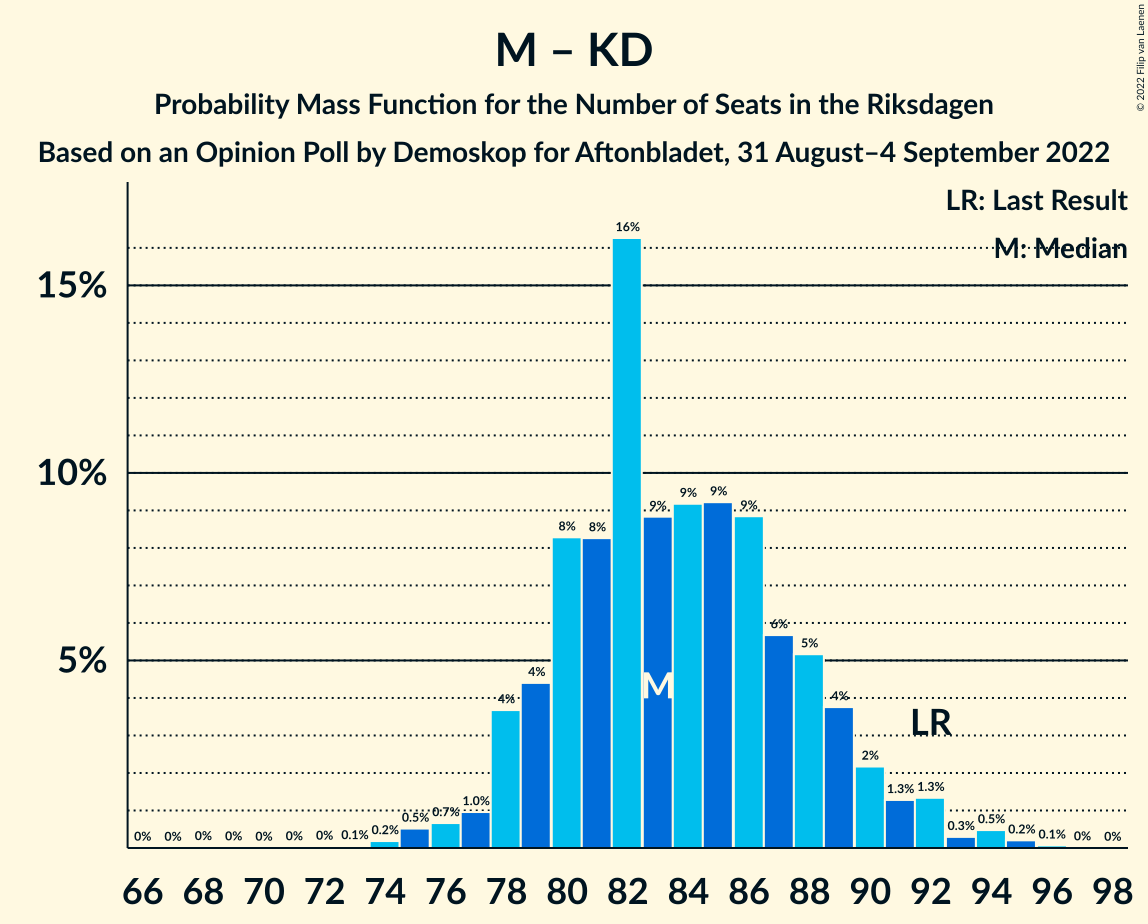 M – KD
Probability Mass Function for the Number of Seats in the Riksdagen
Based on an Opinion Poll by Demoskop for Aftonbladet, 31 August–4 September 2022
© 2022 Filip van Laenen
LR: Last Result
M: Median
15%
10%
5%
0% 0% 0% 0% 0% 0% 0% 0.1% 0.2% 0.5% 0.7% 1.0% 4% 4% 8% 8% 16% 9% 9% 9% 9% 6% 5% 4% 2% 1.3% 1.3% 0.3% 0.5% 0.2% 0.1% 0% 0%
M
LR
66 68 70 72 74 76 78 80 82 84 86 88 90 92 94 96 98